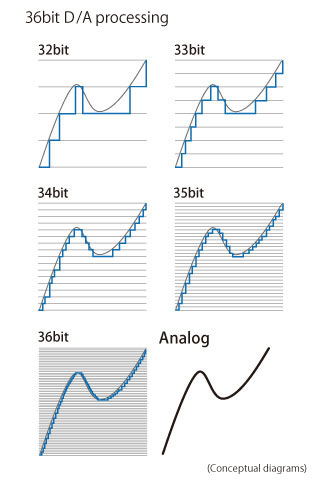 36bit D/A processing
32bit
33bit
34bit
35bit
36bit
Analog
(Conceptual diagrams)